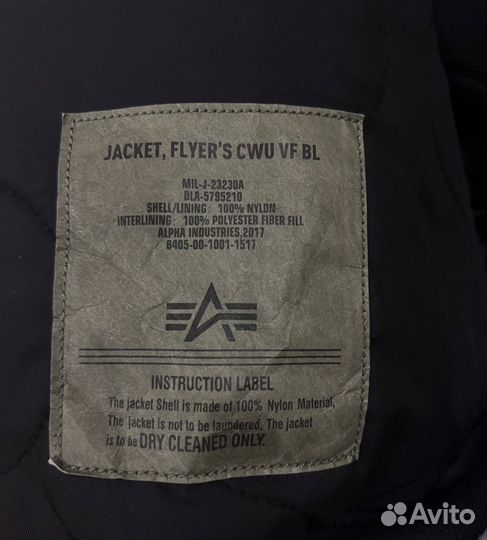 JACKET, FLYER'S CWU VF BL
MIL-J-23230A
DLA-5795210
SHELL/LINING 100% NYLON
INTERLINING 100% POLYESTER FIBER FILL
ALPHA INDUSTRIES,2017
8405-00-1001-1517
INSTRUCTION LABEL
The jacket Shell is made of 100% Nylon Material,
The jacket is not to be laundered, The jacket
is to be DRY CLEANED ONLY.
Avito